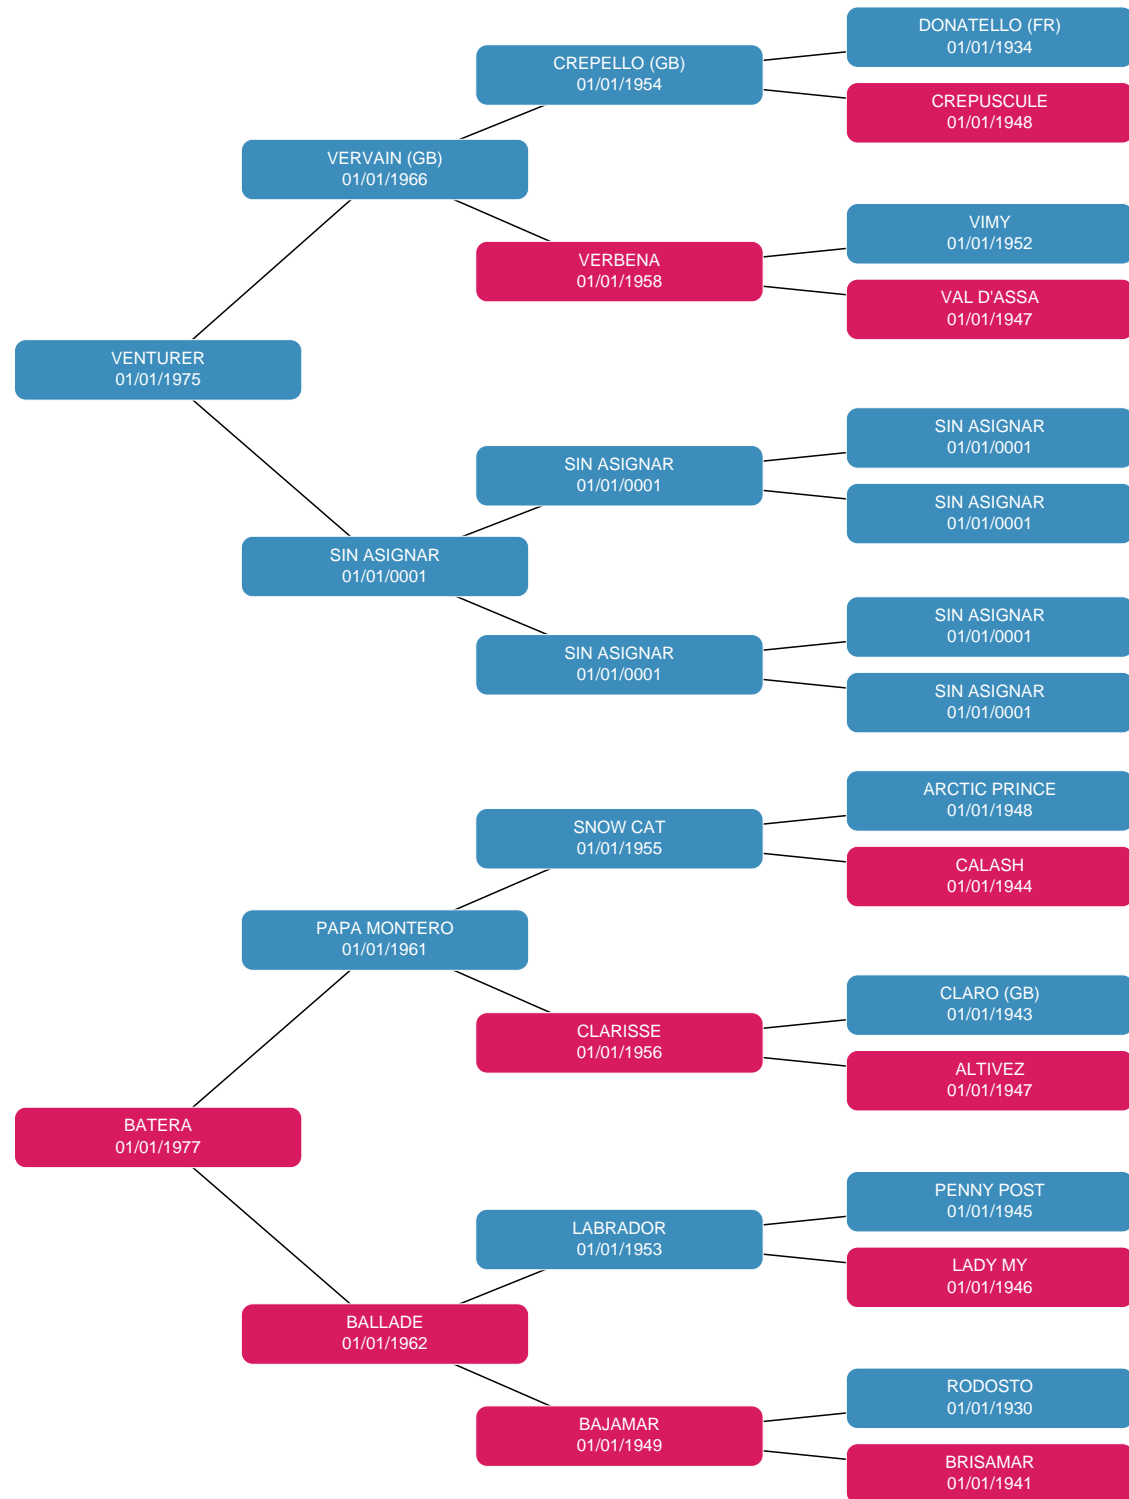 DONATELLO (FR)
01/01/1934
CREPELLO (GB)
01/01/1954
CREPUSCULE
01/01/1948
VERVAIN (GB)
01/01/1966
VIMY
01/01/1952
VERBENA
01/01/1958
VAL D'ASSA
01/01/1947
VENTURER
01/01/1975
SIN ASIGNAR
01/01/0001
SIN ASIGNAR
01/01/0001
SIN ASIGNAR
01/01/0001
SIN ASIGNAR
01/01/0001
SIN ASIGNAR
01/01/0001
SIN ASIGNAR
01/01/0001
SIN ASIGNAR
01/01/0001
ARCTIC PRINCE
01/01/1948
SNOW CAT
01/01/1955
CALASH
01/01/1944
PAPA MONTERO
01/01/1961
CLARO (GB)
01/01/1943
CLARISSE
01/01/1956
ALTIVEZ
01/01/1947
BATERA
01/01/1977
PENNY POST
01/01/1945
LABRADOR
01/01/1953
LADY MY
01/01/1946
BALLADE
01/01/1962
RODOSTO
01/01/1930
BAJAMAR
01/01/1949
BRISAMAR
01/01/1941